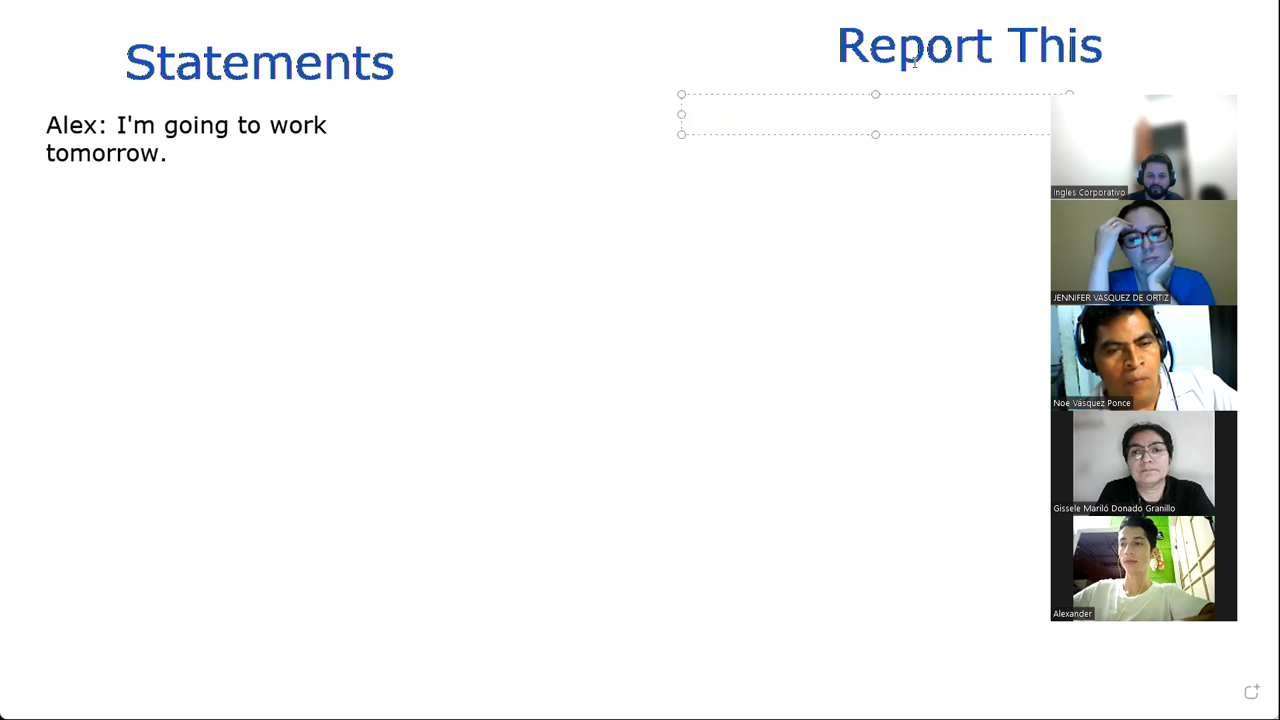 Statements
Report This
Alex: I'm going to work
tomorrow.
Ingles Corporativo
JENNIFER VASQUEZ DE ORTIZ
Noé Vásquez Ponce
Gissele Mariló Donado Granillo
Alexander